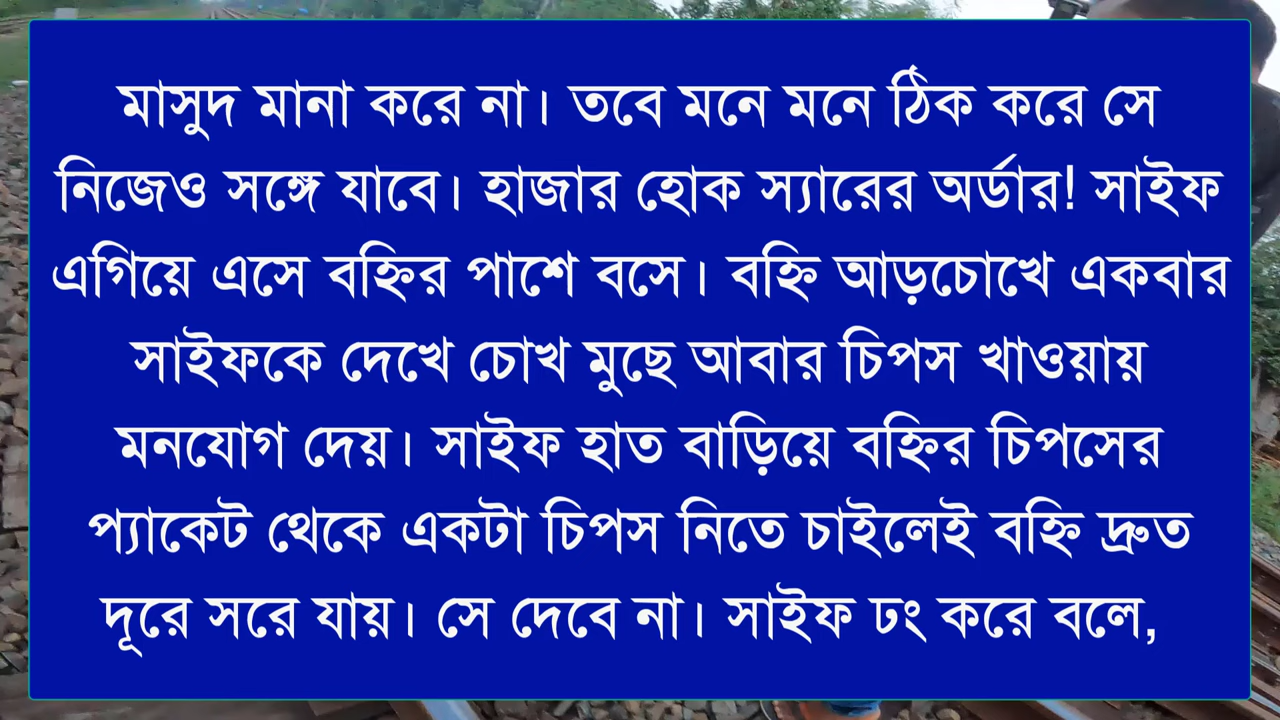 মাসুদ মানা করে না। তবে মনে মনে ঠিক করে সে
নিজেও সঙ্গে যাবে। হাজার হোক স্যারের অর্ডার! সাইফ
এগিয়ে এসে বহ্নির পাশে বসে। বহ্নি আড়চোখে একবার
সাইফকে দেখে চোখ মুছে আবার চিপস খাওয়ায়
মনযোগ দেয়। সাইফ হাত বাড়িয়ে বহ্নির চিপসের
প্যাকেট থেকে একটা চিপস নিতে চাইলেই বহ্নি দ্রুত
দূরে সরে যায়। সে দেবে না। সাইফ ঢং করে বলে,